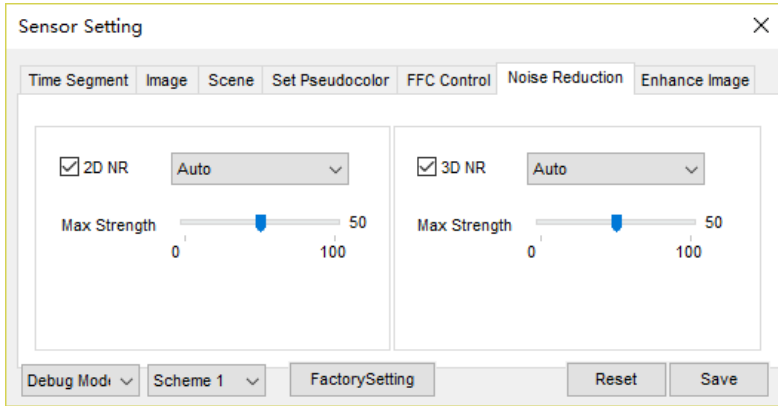 Sensor Setting
Time Segment Image Scene Set Pseudocolor FFC Control Noise Reduction Enhance Image
2D NR Auto 3D NR Auto
Max Strength 50 Max Strength 50
0 100 0 100
Debug Mod Scheme 1 FactorySetting Reset Save